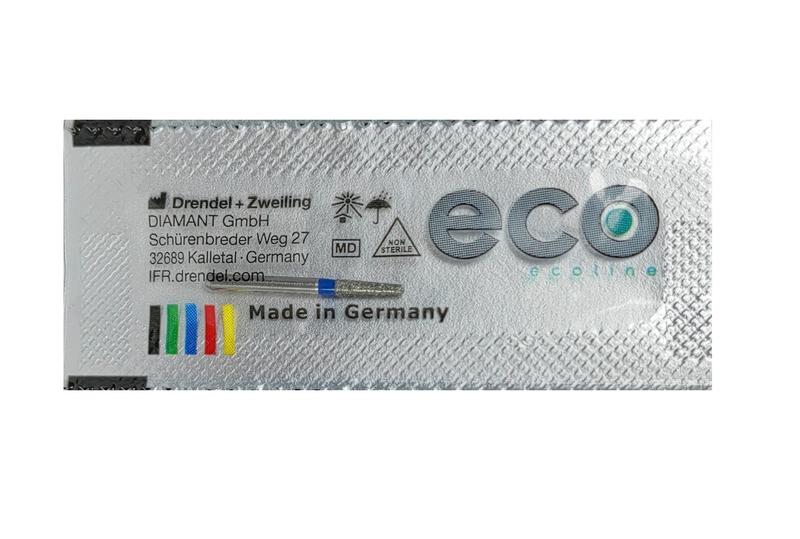 Drendel + Zweiling
DIAMANT GmbH
Schürenbreder Weg 27
32689 Kalletal · Germany
IFR.drendel.com
MD
NON
STERILE
eco
ecoline
Made in Germany